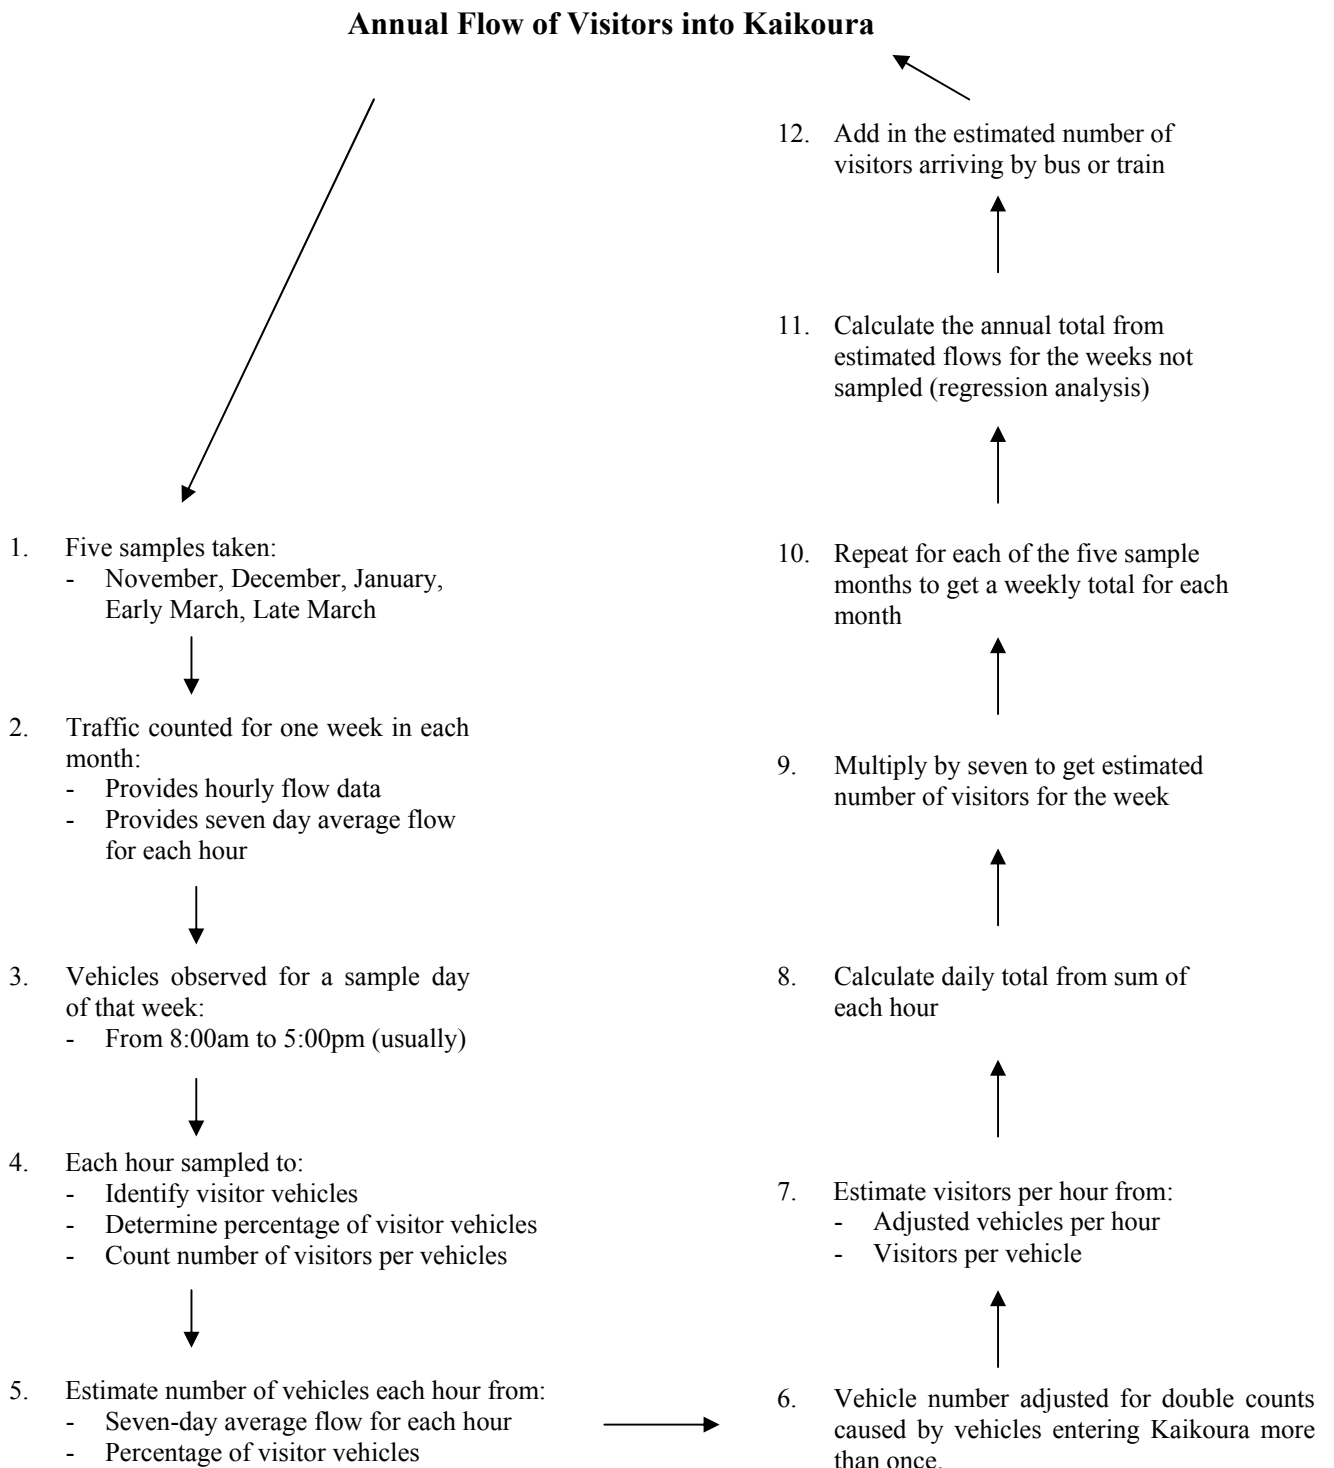 Annual Flow of Visitors into Kaikoura
1. Five samples taken:
- November, December, January,
Early March, Late March
2. Traffic counted for one week in each
month:
- Provides hourly flow data
- Provides seven day average flow
for each hour
3. Vehicles observed for a sample day
of that week:
- From 8:00am to 5:00pm (usually)
4. Each hour sampled to:
- Identify visitor vehicles
- Determine percentage of visitor vehicles
- Count number of visitors per vehicles
5. Estimate number of vehicles each hour from:
- Seven-day average flow for each hour
- Percentage of visitor vehicles
6. Vehicle number adjusted for double counts
caused by vehicles entering Kaikoura more
than once.
7. Estimate visitors per hour from:
- Adjusted vehicles per hour
- Visitors per vehicle
8. Calculate daily total from sum of
each hour
9. Multiply by seven to get estimated
number of visitors for the week
10. Repeat for each of the five sample
months to get a weekly total for each
month
11. Calculate the annual total from
estimated flows for the weeks not
sampled (regression analysis)
12. Add in the estimated number of
visitors arriving by bus or train